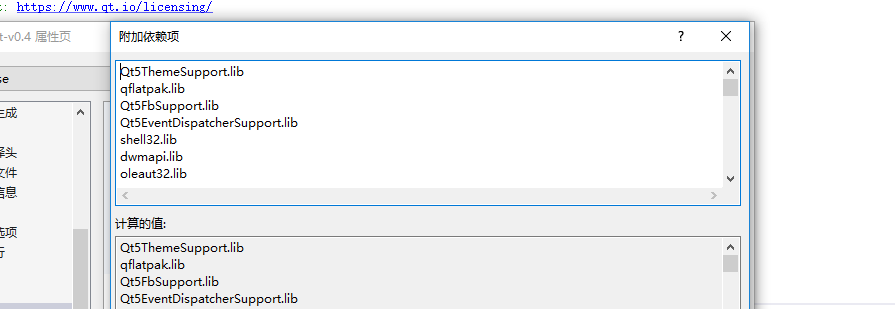 : https://www.qt.io/licensing/
t-v0.4 属性页
附加依赖项
?
se
Qt5ThemeSupport.lib
qflatpak.lib
Qt5FbSupport.lib
Qt5EventDispatcherSupport.lib
shell32.lib
dwmapi.lib
oleaut32.lib
生成
头
文件
信息
选项
行
计算的值:
Qt5ThemeSupport.lib
qflatpak.lib
Qt5FbSupport.lib
Qt5EventDispatcherSupport.lib